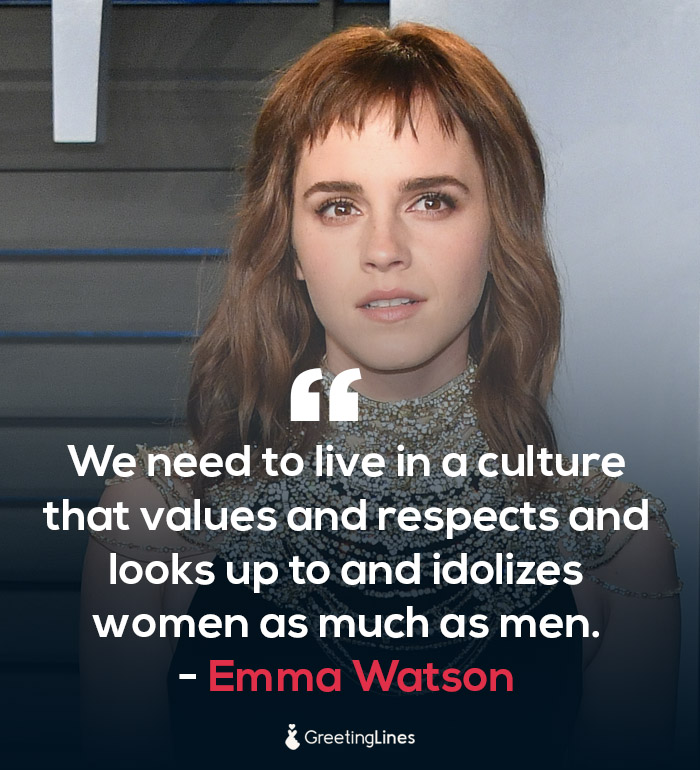 “
We need to live in a culture
that values and respects and
looks up to and idolizes
women as much as men.
- Emma Watson
GreetingLines